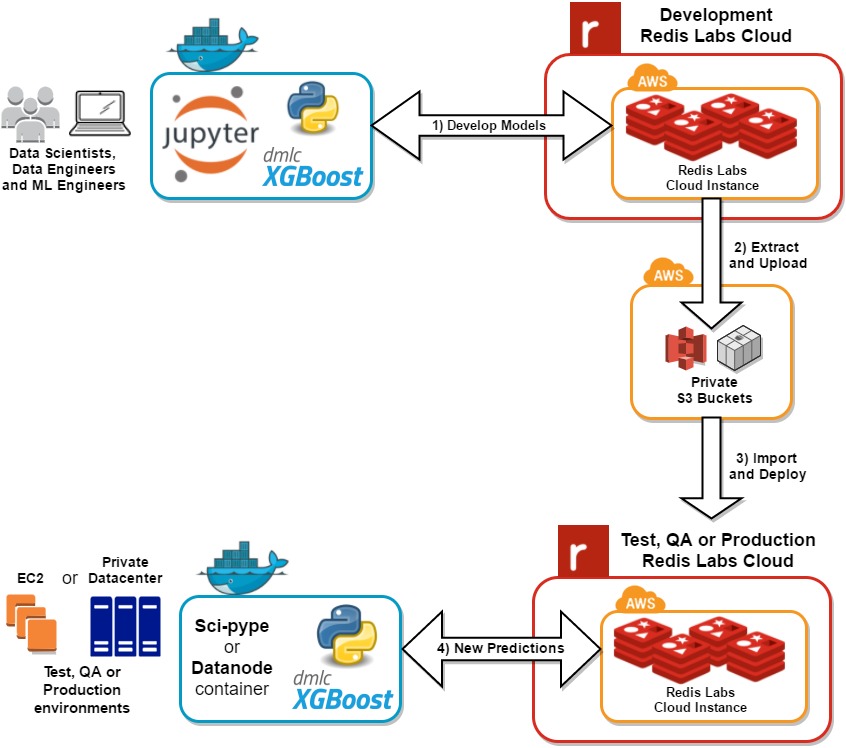 Development
Redis Labs Cloud
r
AWS
jupyter
dmlc
XGBoost
1) Develop Models
Redis Labs
Cloud Instance
Data Scientists,
Data Engineers
and ML Engineers
2) Extract
and Upload
AWS
Private
S3 Buckets
3) Import
and Deploy
r
Test, QA or Production
Redis Labs Cloud
EC2 or Private
Datacenter
AWS
Sci-pype
or
Datanode
container
dmlc
XGBoost
4) New Predictions
Test, QA or
Production
environments
Redis Labs
Cloud Instance